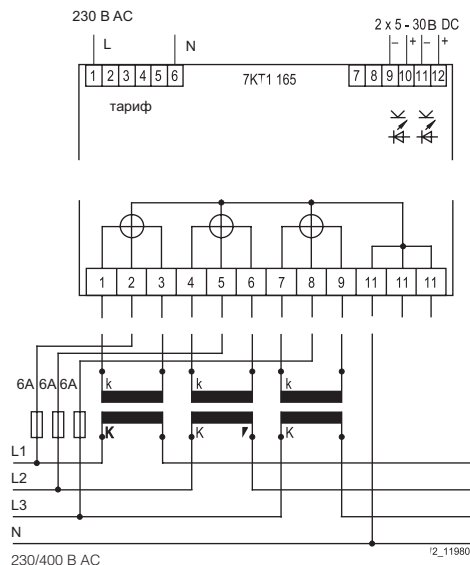 230 В AC
L N
2 x 5 - 30В DC
– + – +
1 2 3 4 5 6
7KT1 165
7 8 9 10 11 12
тариф
1 2 3 4 5 6 7 8 9 11 11 11
6A 6A 6A
k k k
K K K
L1
L2
L3
N
230/400 В AC
I2_11980